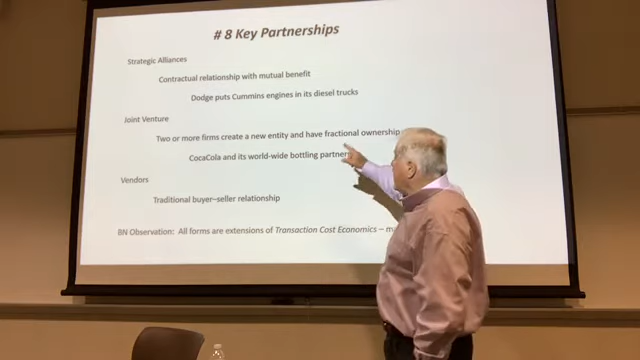 # 8 Key Partnerships
Strategic Alliances
Contractual relationship with mutual benefit
Dodge puts Cummins engines in its diesel trucks
Joint Venture
Two or more firms create a new entity and have fractional ownership
CocaCola and its world-wide bottling partner
Vendors
Traditional buyer–seller relationship
BN Observation: All forms are extensions of Transaction Cost Economics –